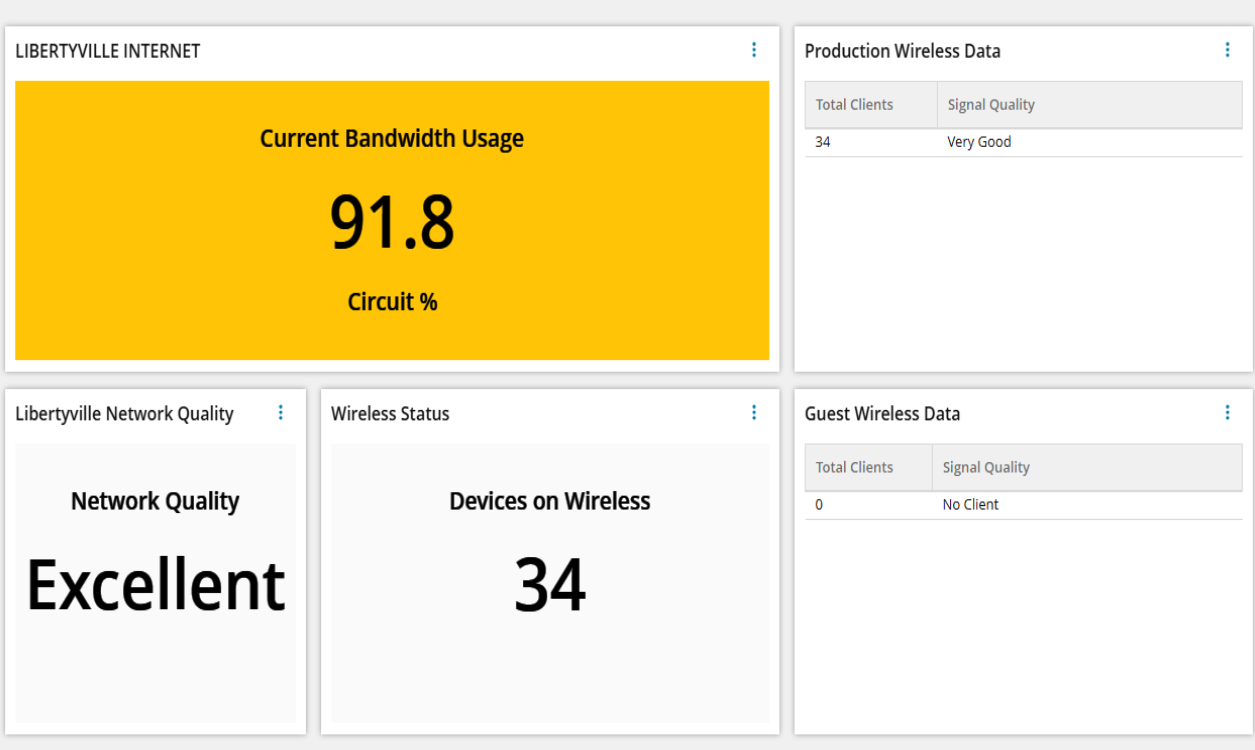 LIBERTYVILLE INTERNET
Current Bandwidth Usage
91.8
Circuit %
Production Wireless Data
Total Clients Signal Quality
34 Very Good
Libertyville Network Quality
Network Quality
Excellent
Wireless Status
Devices on Wireless
34
Guest Wireless Data
Total Clients Signal Quality
0 No Client